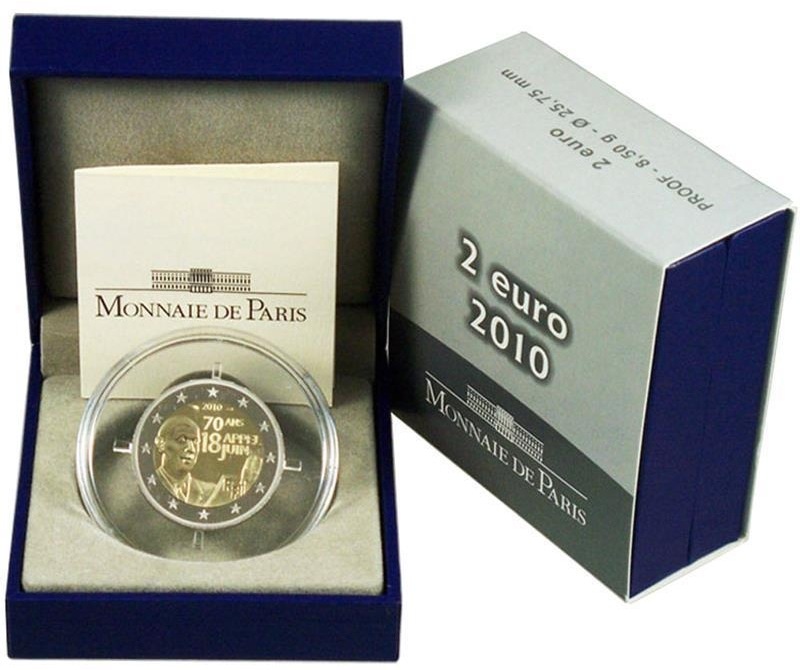 MONNAIE DE PARIS
2010
70 ANS
18 APPEL
JUIN
RF
PROOF - 8,50 g - Ø 25,75 mm
2 euro
2 euro
2010
MONNAIE DE PARIS